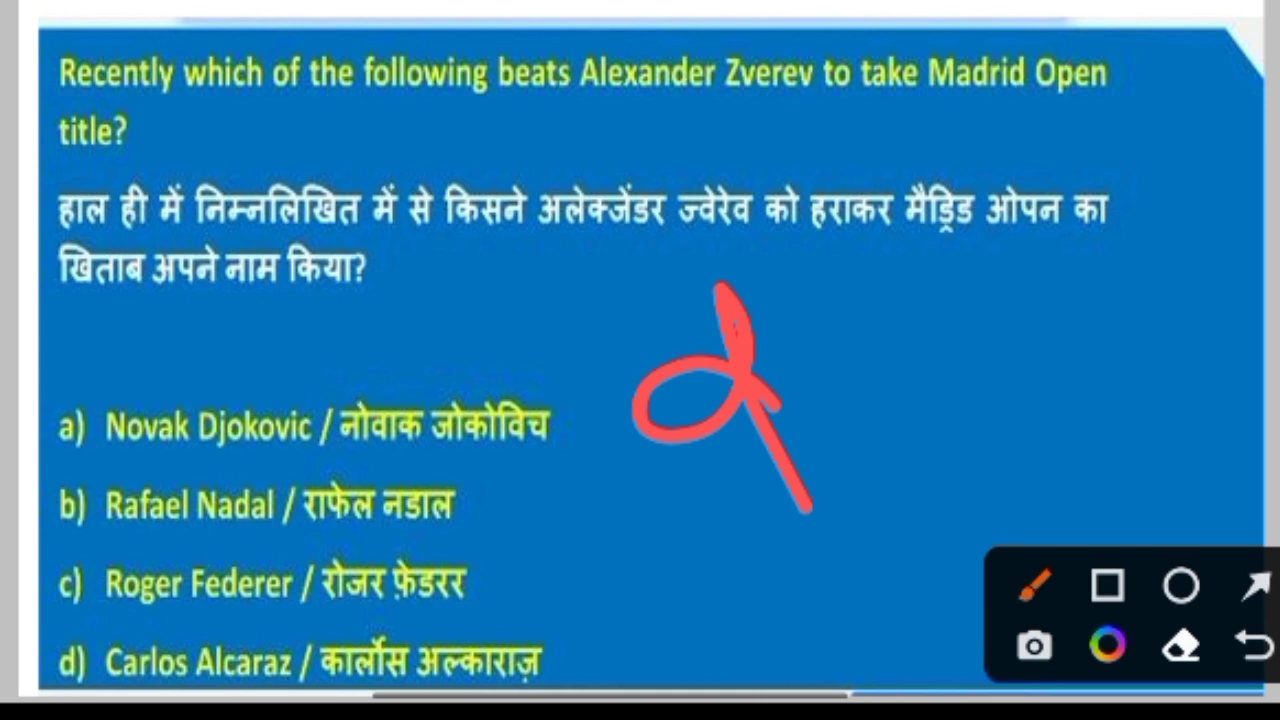 Recently which of the following beats Alexander Zverev to take Madrid Open
title?
हाल ही में निम्नलिखित में से किसने अलेक्जेंडर ज्वेरेव को हराकर मैड्रिड ओपन का
खिताब अपने नाम किया?
a) Novak Djokovic / नोवाक जोकोविच
b) Rafael Nadal / राफेल नडाल
c) Roger Federer / रोजर फ़ेडरर
d) Carlos Alcaraz / कार्लोस अल्काराज़